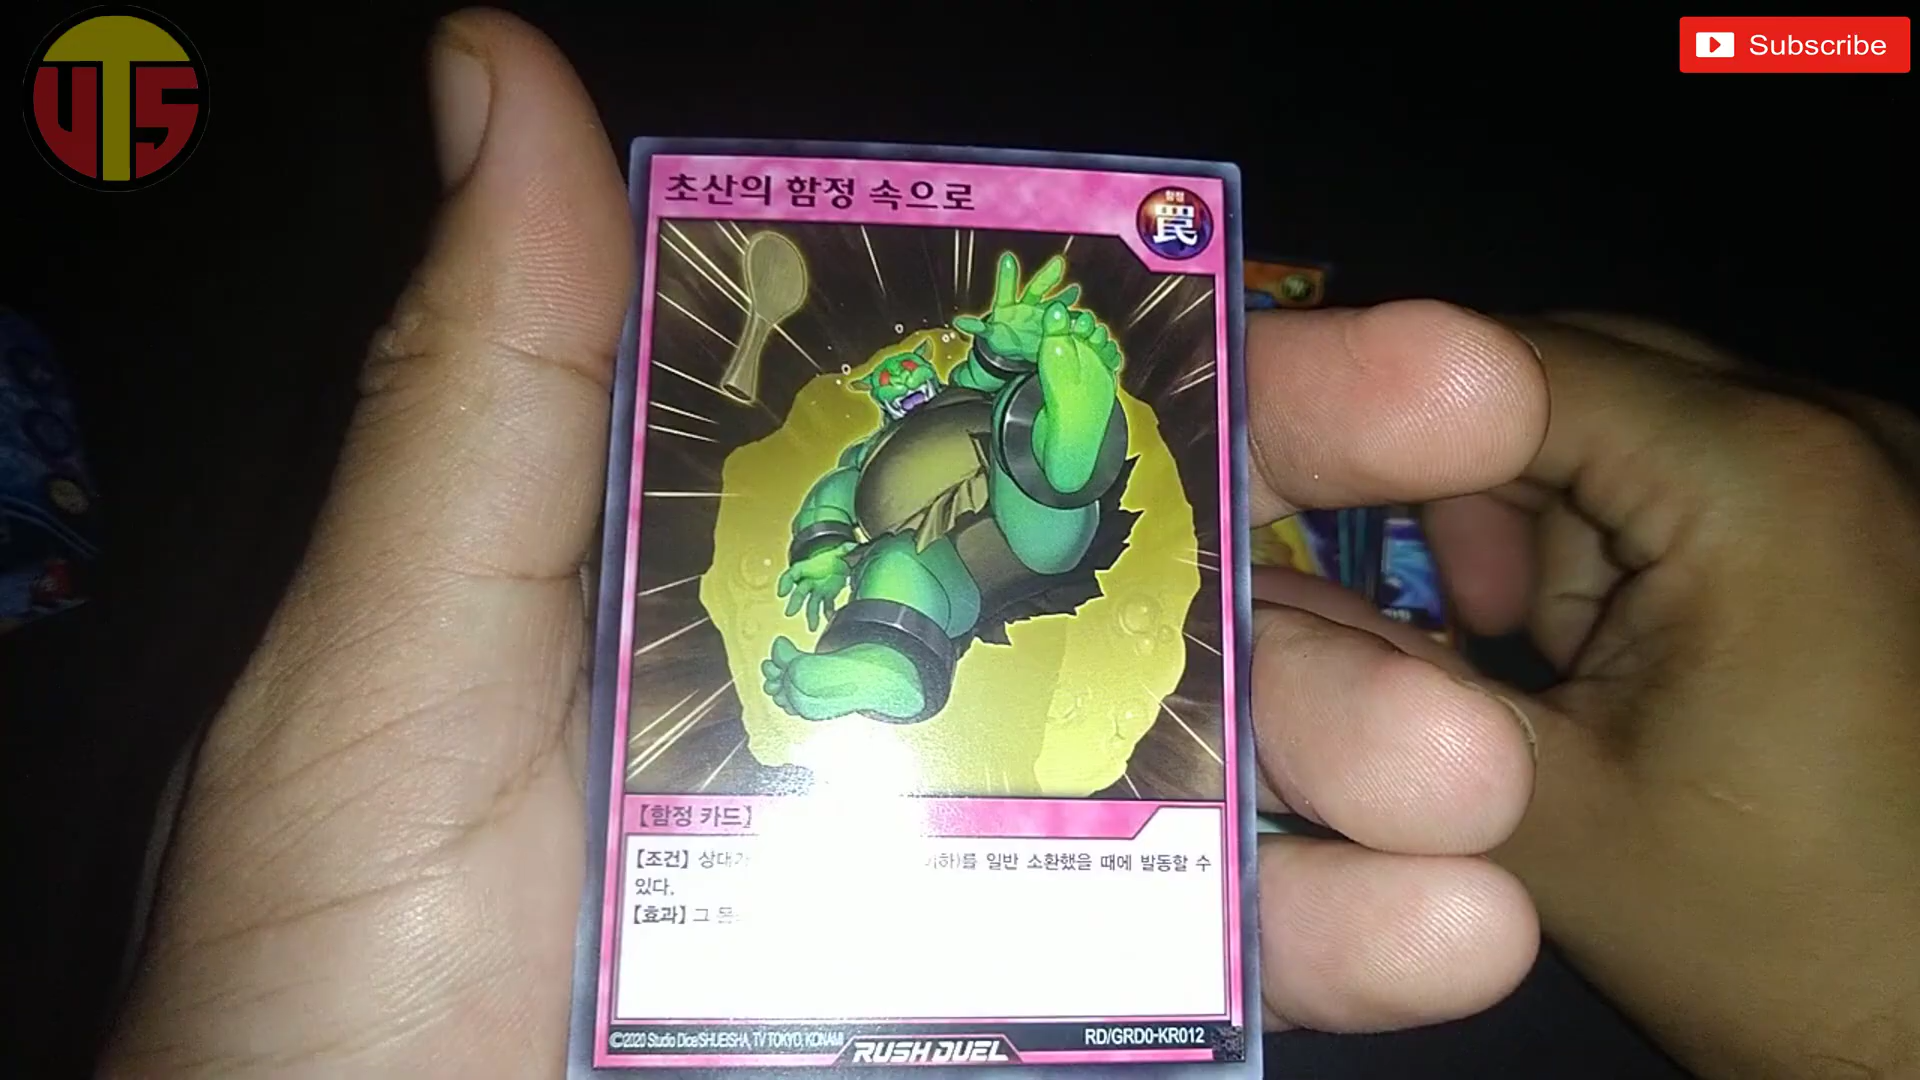 UTS
Subscribe
초산의 함정 속으로
함정
罠
【함정 카드】
【조건】 상대가 이하)를 일반 소환했을 때에 발동할 수
있다.
【효과】 그 몬
©2020 Studio Dice/SHUEISHA, TV TOKYO, KONAMI
RUSH DUEL
RD/GRD0-KR012